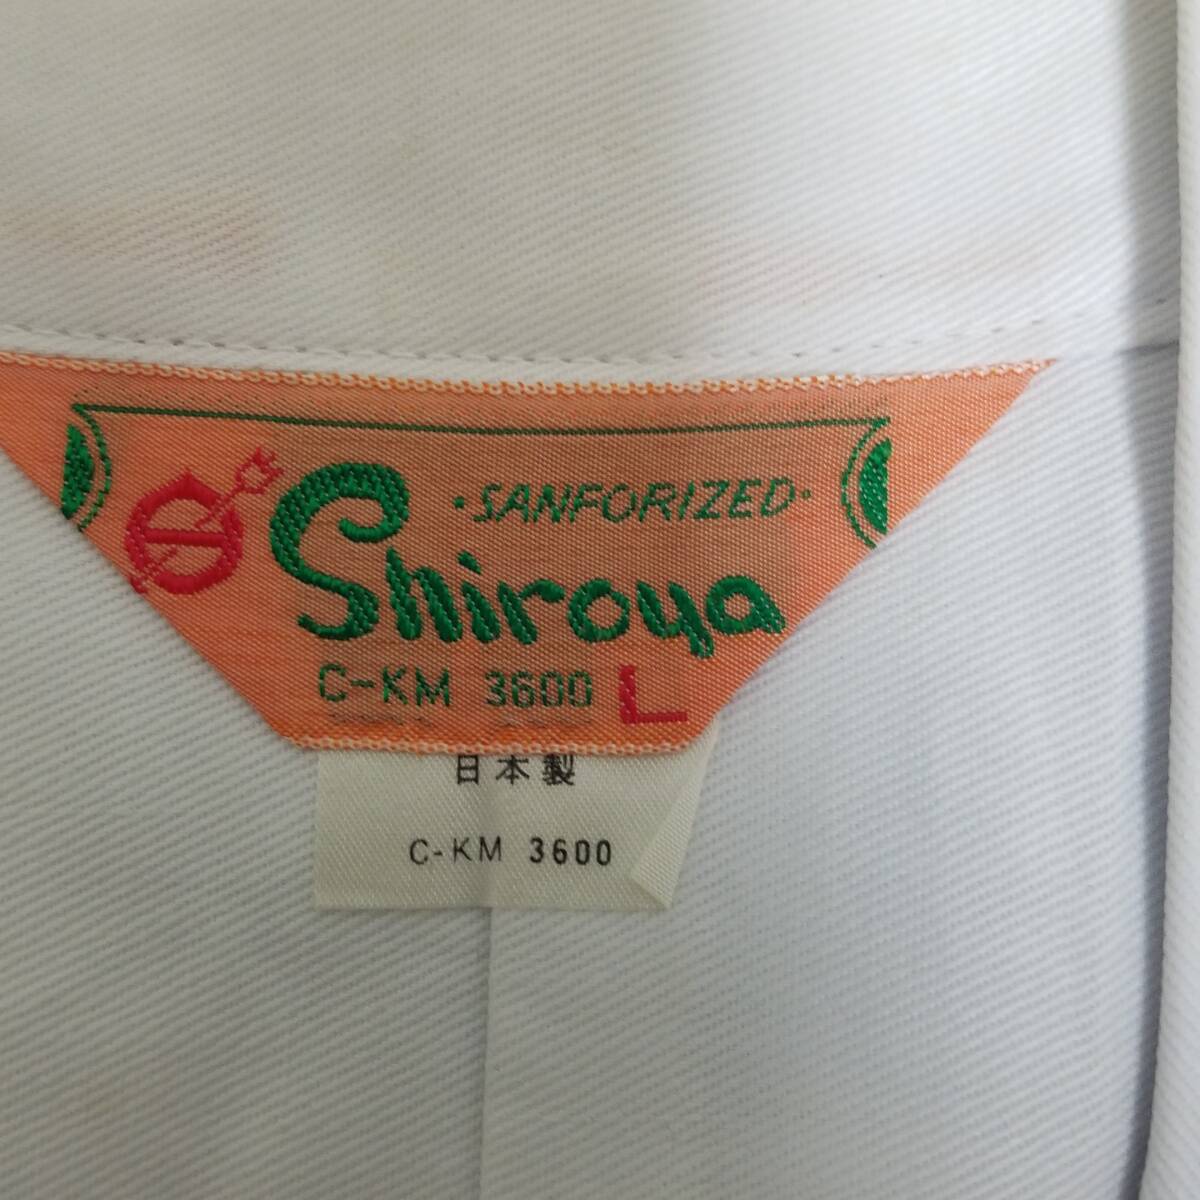 ·SANFORIZED·
Shiroya
C-KM 3600 L
日本製
C-KM 3600